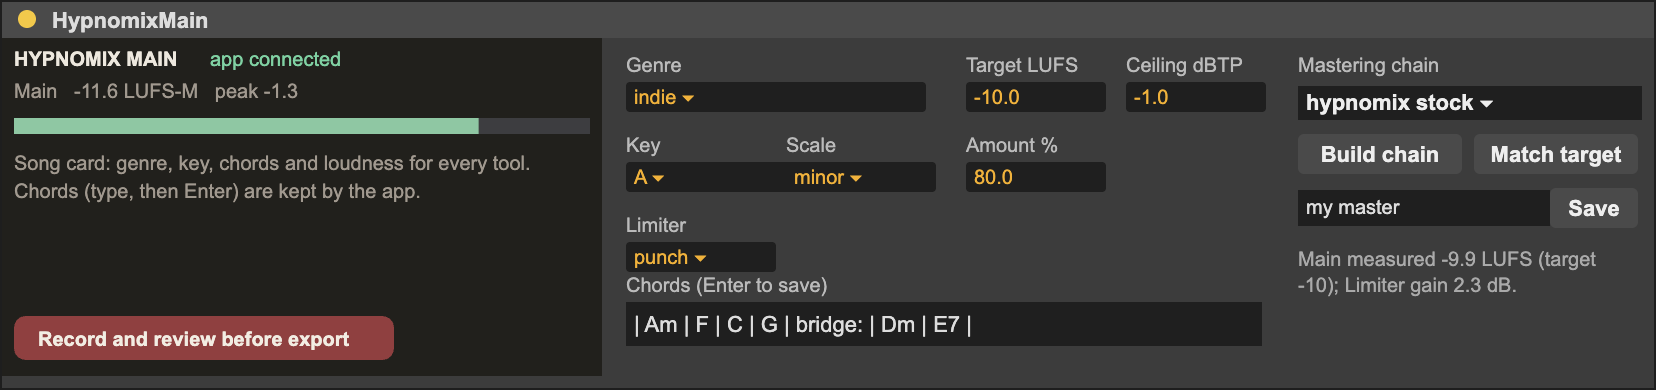 HypnomixMain
HYPNOMIX MAIN app connected
Main -11.6 LUFS-M peak -1.3
Song card: genre, key, chords and loudness for every tool.
Chords (type, then Enter) are kept by the app.
Record and review before export
Genre Target LUFS Ceiling dBTP
indie -10.0 -1.0
Key Scale Amount %
A minor 80.0
Limiter
punch
Chords (Enter to save)
| Am | F | C | G | bridge: | Dm | E7 |
Mastering chain
hypnomix stock
Build chain Match target
my master Save
Main measured -9.9 LUFS (target
-10); Limiter gain 2.3 dB.